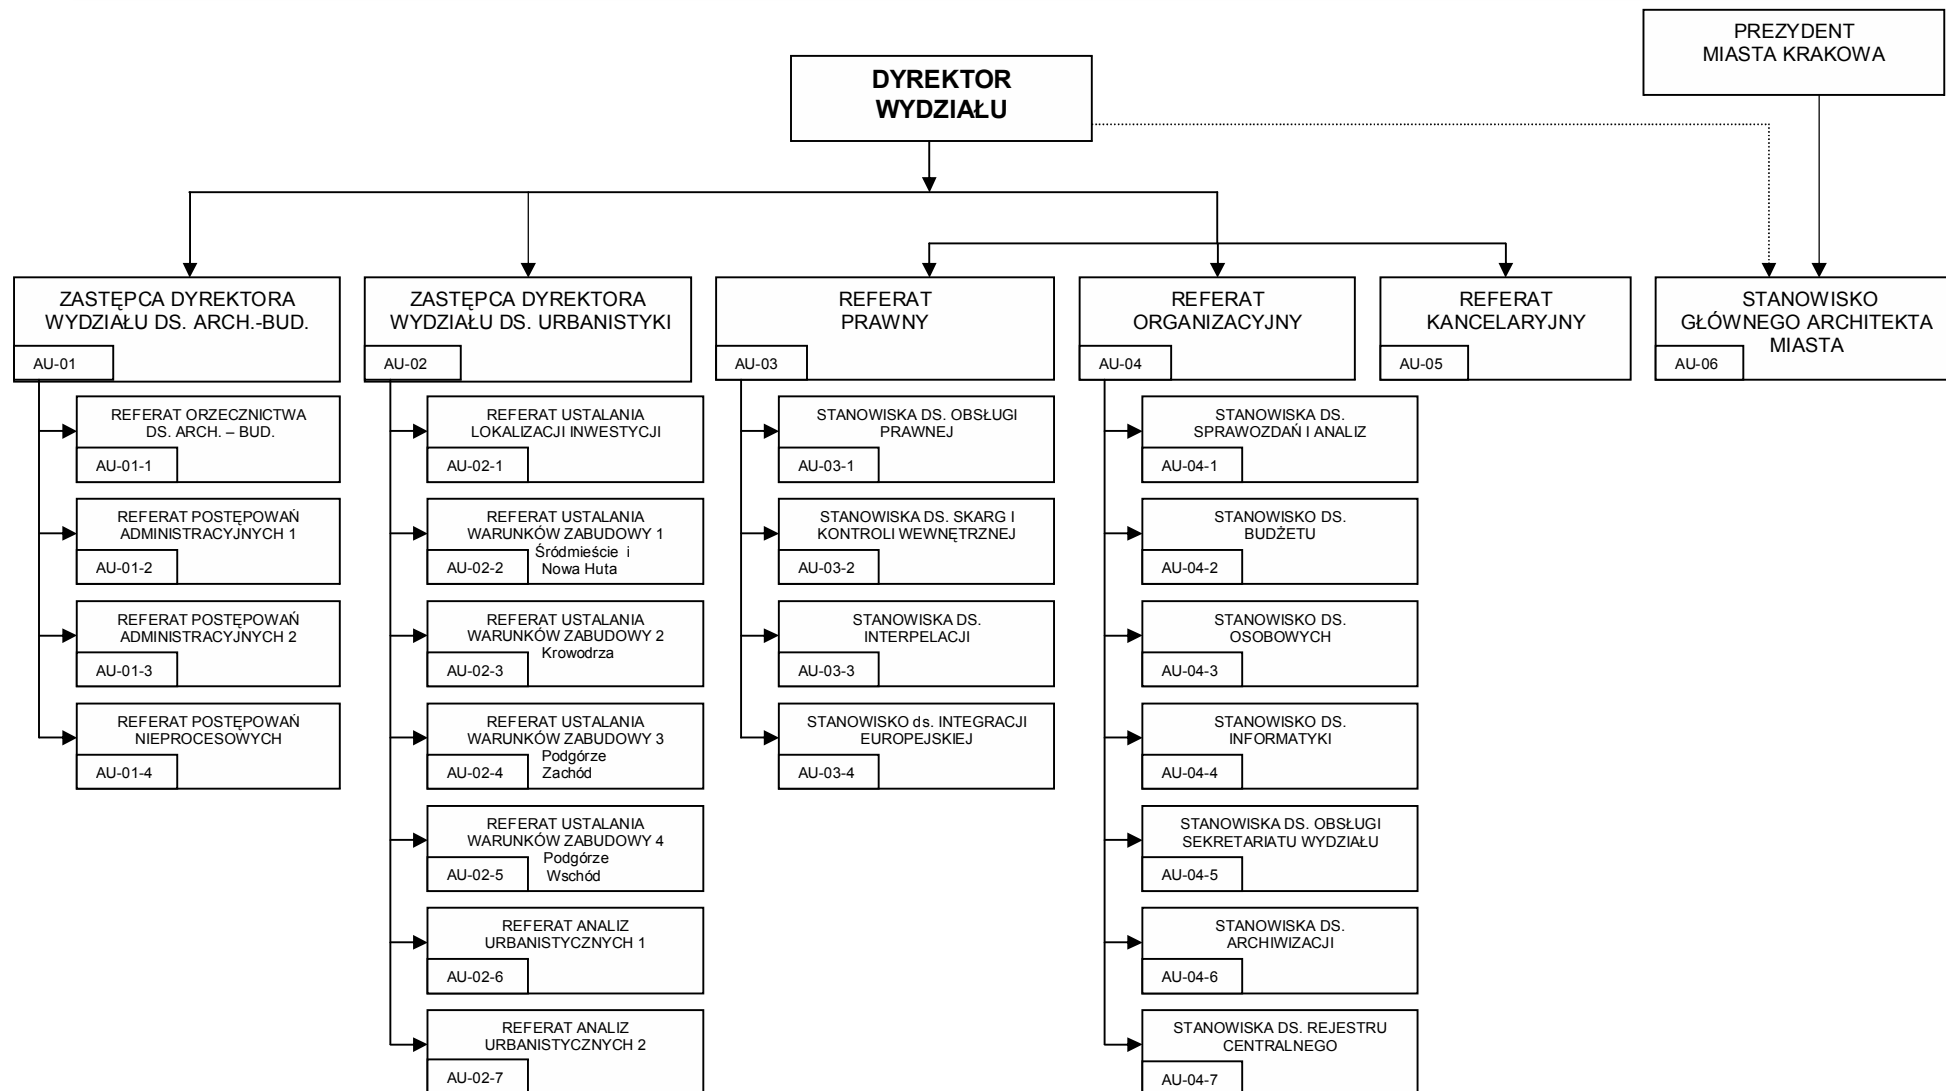 PREZYDENT
MIASTA KRAKOWA
DYREKTOR
WYDZIAŁU
ZASTĘPCA DYREKTORA
WYDZIAŁU DS. ARCH.-BUD.
AU-01
REFERAT ORZECZNICTWA
DS. ARCH. – BUD.
AU-01-1
REFERAT POSTĘPOWAŃ
ADMINISTRACYJNYCH 1
AU-01-2
REFERAT POSTĘPOWAŃ
ADMINISTRACYJNYCH 2
AU-01-3
REFERAT POSTĘPOWAŃ
NIEPROCESOWYCH
AU-01-4
ZASTĘPCA DYREKTORA
WYDZIAŁU DS. URBANISTYKI
AU-02
REFERAT USTALANIA
LOKALIZACJI INWESTYCJI
AU-02-1
REFERAT USTALANIA
WARUNKÓW ZABUDOWY 1
Śródmieście i
AU-02-2 Nowa Huta
REFERAT USTALANIA
WARUNKÓW ZABUDOWY 2
Krowodrza
AU-02-3
REFERAT USTALANIA
WARUNKÓW ZABUDOWY 3
Podgórze
AU-02-4 Zachód
REFERAT USTALANIA
WARUNKÓW ZABUDOWY 4
Podgórze
AU-02-5 Wschód
REFERAT ANALIZ
URBANISTYCZNYCH 1
AU-02-6
REFERAT ANALIZ
URBANISTYCZNYCH 2
AU-02-7
REFERAT
PRAWNY
AU-03
STANOWISKA DS. OBSŁUGI
PRAWNEJ
AU-03-1
STANOWISKA DS. SKARG I
KONTROLI WEWNĘTRZNEJ
AU-03-2
STANOWISKA DS.
INTERPELACJI
AU-03-3
STANOWISKO ds. INTEGRACJI
EUROPEJSKIEJ
AU-03-4
REFERAT
ORGANIZACYJNY
AU-04
STANOWISKA DS.
SPRAWOZDAŃ I ANALIZ
AU-04-1
STANOWISKO DS.
BUDŻETU
AU-04-2
STANOWISKO DS.
OSOBOWYCH
AU-04-3
STANOWISKO DS.
INFORMATYKI
AU-04-4
STANOWISKA DS. OBSŁUGI
SEKRETARIATU WYDZIAŁU
AU-04-5
STANOWISKA DS.
ARCHIWIZACJI
AU-04-6
STANOWISKA DS. REJESTRU
CENTRALNEGO
AU-04-7
REFERAT
KANCELARYJNY
AU-05
STANOWISKO
GŁÓWNEGO ARCHITEKTA
MIASTA
AU-06